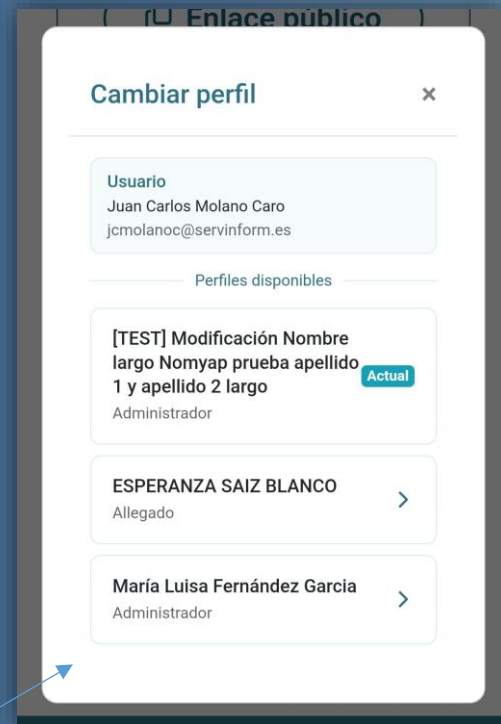 Enlace público
Cambiar perfil
×
Usuario
Juan Carlos Molano Caro
jcmolanoc@servinform.es
Perfiles disponibles
[TEST] Modificación Nombre
largo Nomyap prueba apellido
1 y apellido 2 largo
Actual
Administrador
ESPERANZA SAIZ BLANCO
Allegado
María Luisa Fernández Garcia
Administrador